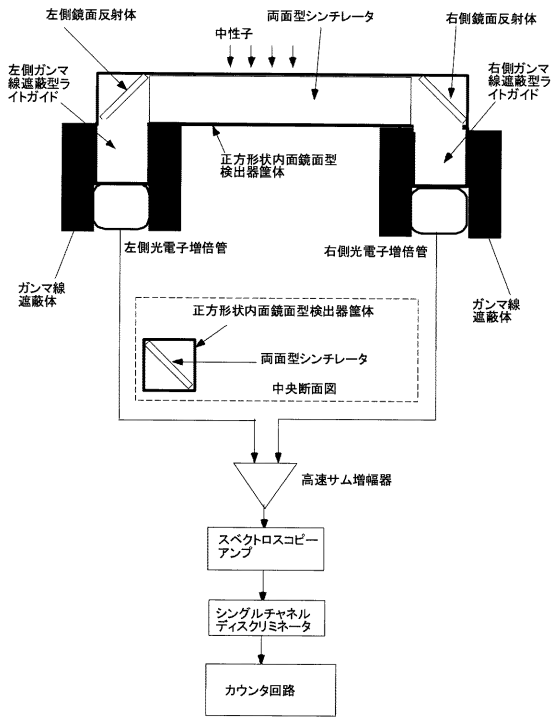 左側鏡面反射体
中性子
両面型シンチレータ
右側鏡面反射体
左側ガンマ
線遮蔽型ラ
イトガイド
右側ガンマ
線遮蔽型ラ
イトガイド
正方形状内面鏡面型
検出器筐体
左側光電子増倍管
右側光電子増倍管
ガンマ線
遮蔽体
ガンマ線
遮蔽体
正方形状内面鏡面型検出器筐体
両面型シンチレータ
中央断面図
高速サム増幅器
スペクトロスコピー
アンプ
シングルチャネル
ディスクリミネータ
カウンタ回路